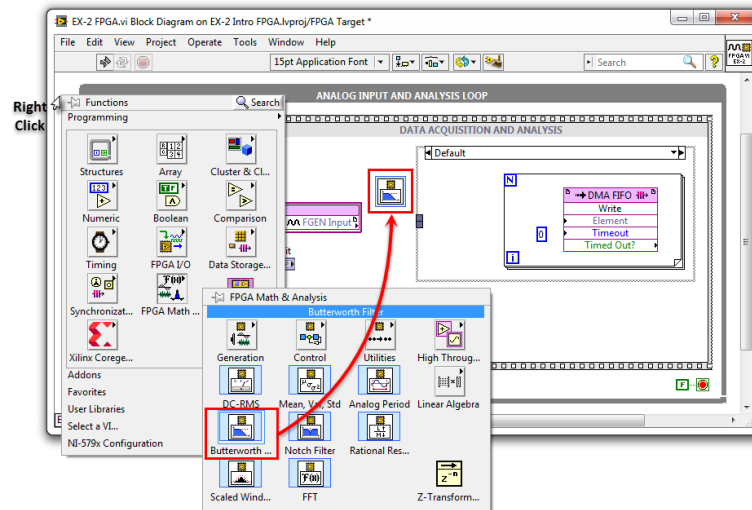 EX-2 FPGA.vi Block Diagram on EX-2 Intro FPGA.lvproj/FPGA Target *
File Edit View Project Operate Tools Window Help
15pt Application Font
Search
FPGA VI
EX-2
Right
Click
Functions
Search
Programming
Structures
Array
Cluster & Cl...
Numeric
Boolean
Comparison
Timing
FPGA I/O
Data Storage...
Synchronizat...
FPGA Math ...
Xilinx Corege...
Addons
Favorites
User Libraries
Select a VI...
NI-579x Configuration
ANALOG INPUT AND ANALYSIS LOOP
DATA ACQUISITION AND ANALYSIS
FGEN Input
Default
N
DMA FIFO
Write
Element
0
Timeout
Timed Out?
i
F
FPGA Math & Analysis
Butterworth Filter
Generation
Control
Utilities
High Throug...
DC-RMS
Mean, Var, Std
Analog Period
Linear Algebra
Butterworth ...
Notch Filter
Rational Res...
Scaled Wind...
FFT
Z-Transform...